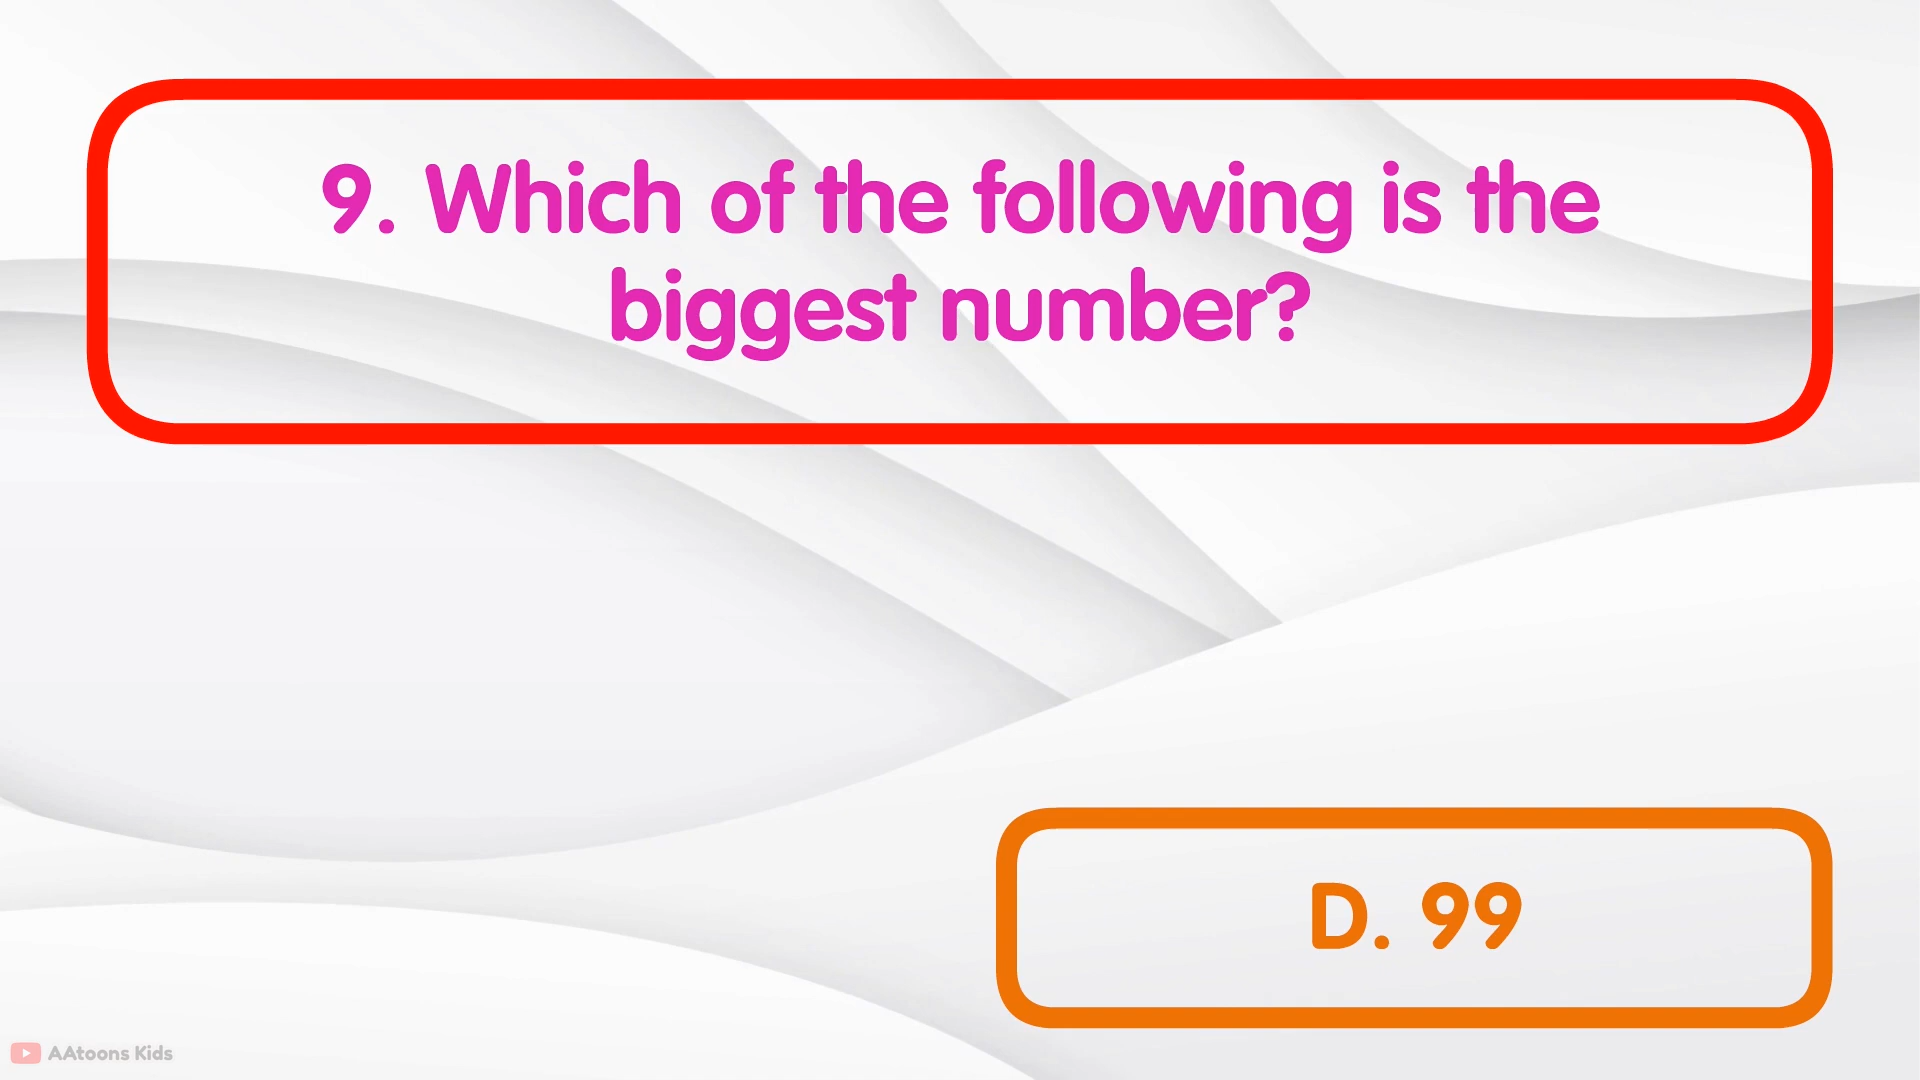 9. Which of the following is the
biggest number?
D. 99
AAtoons Kids